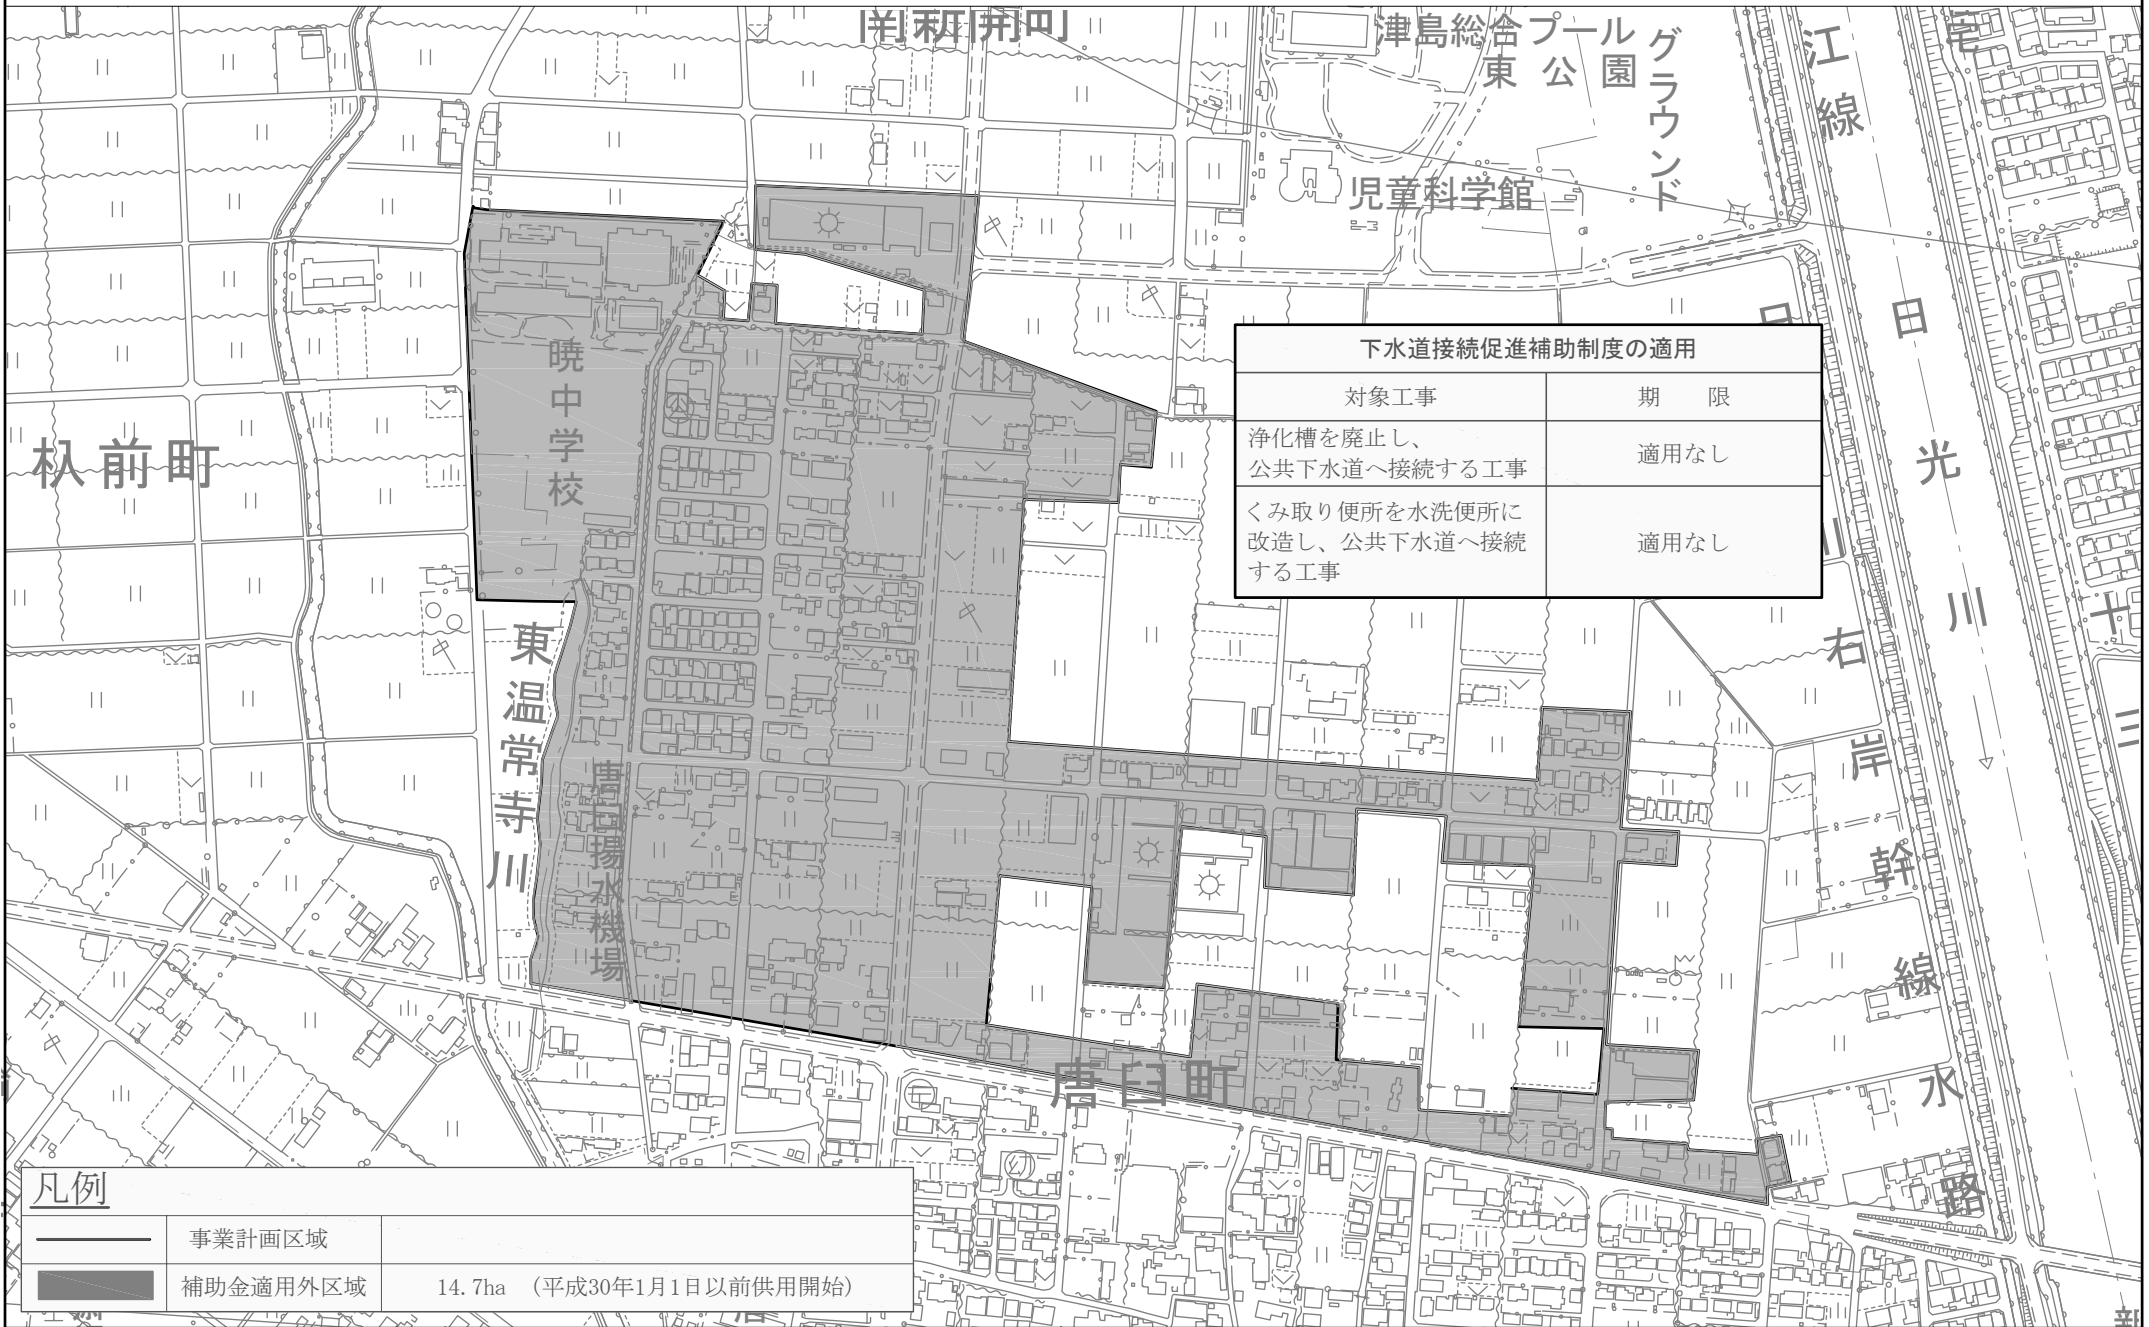 津島総合プール
東公園
グラウンド
児童科学館
江線
宅
日光川
日光川右岸幹線水路
杁前町
暁中学校
東温常寺川
唐臼揚水機場
唐臼町
下水道接続促進補助制度の適用
対象工事
期　限
浄化槽を廃止し、
公共下水道へ接続する工事
適用なし
くみ取り便所を水洗便所に
改造し、公共下水道へ接続
する工事
適用なし
凡例
事業計画区域
補助金適用外区域
14.7ha （平成30年1月1日以前供用開始）